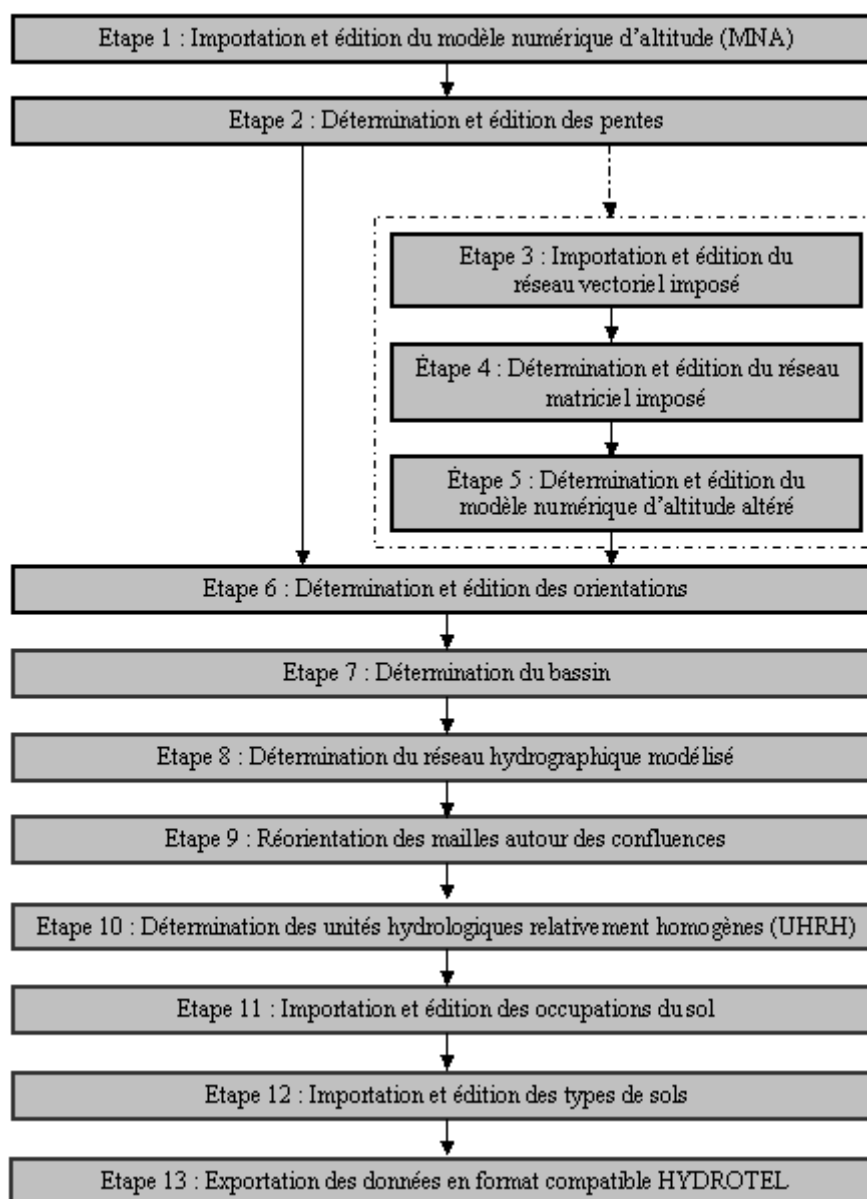 Etape 1 : Importation et édition du modèle numérique d'altitude (MNA)
Etape 2 : Détermination et édition des pentes
Etape 3 : Importation et édition du
réseau vectoriel imposé
Étape 4 : Détermination et édition du réseau
matriciel imposé
Étape 5 : Détermination et édition du
modèle numérique d'altitude altéré
Etape 6 : Détermination et édition des orientations
Etape 7 : Détermination du bassin
Etape 8 : Détermination du réseau hydrographique modélisé
Etape 9 : Réorientation des mailles autour des confluences
Etape 10 : Détermination des unités hydrologiques relativement homogènes (UHRH)
Etape 11 : Importation et édition des occupations du sol
Etape 12 : Importation et édition des types de sols
Etape 13 : Exportation des données en format compatible HYDROTEL